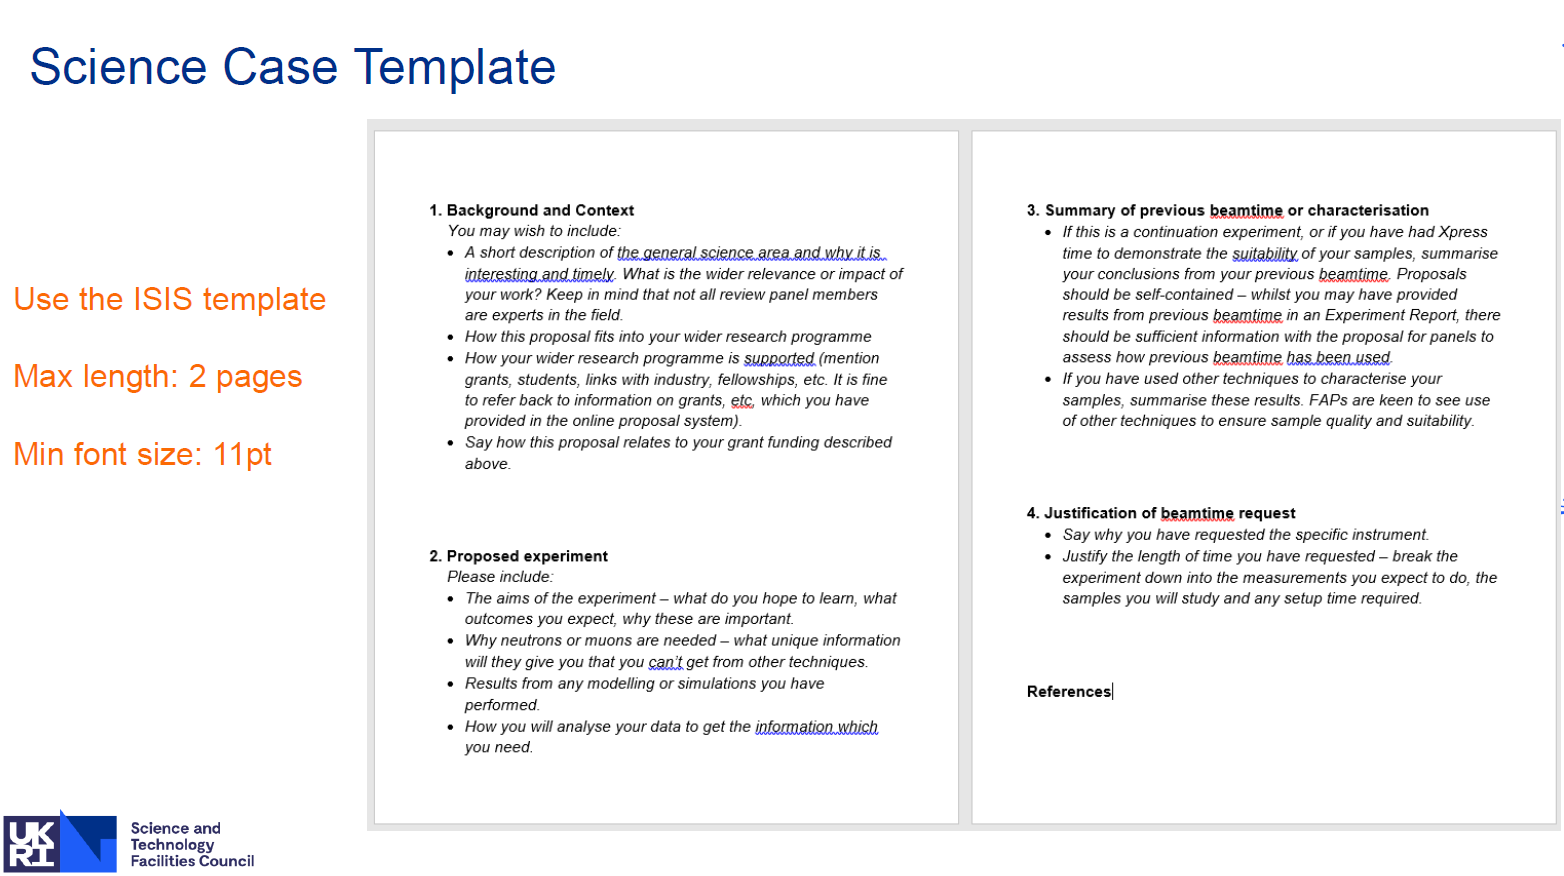 Science Case Template
Use the ISIS template
Max length: 2 pages
Min font size: 11pt
1. Background and Context
You may wish to include:
• A short description of the general science area and why it is
interesting and timely. What is the wider relevance or impact of
your work? Keep in mind that not all review panel members
are experts in the field.
• How this proposal fits into your wider research programme
• How your wider research programme is supported (mention
grants, students, links with industry, fellowships, etc. It is fine
to refer back to information on grants, etc, which you have
provided in the online proposal system).
• Say how this proposal relates to your grant funding described
above.
2. Proposed experiment
Please include:
• The aims of the experiment – what do you hope to learn, what
outcomes you expect, why these are important.
• Why neutrons or muons are needed – what unique information
will they give you that you can’t get from other techniques.
• Results from any modelling or simulations you have
performed.
• How you will analyse your data to get the information which
you need.
3. Summary of previous beamtime or characterisation
• If this is a continuation experiment, or if you have had Xpress
time to demonstrate the suitability of your samples, summarise
your conclusions from your previous beamtime. Proposals
should be self-contained – whilst you may have provided
results from previous beamtime in an Experiment Report, there
should be sufficient information with the proposal for panels to
assess how previous beamtime has been used.
• If you have used other techniques to characterise your
samples, summarise these results. FAPs are keen to see use
of other techniques to ensure sample quality and suitability.
4. Justification of beamtime request
• Say why you have requested the specific instrument.
• Justify the length of time you have requested – break the
experiment down into the measurements you expect to do, the
samples you will study and any setup time required.
References
UK
RI
Science and
Technology
Facilities Council